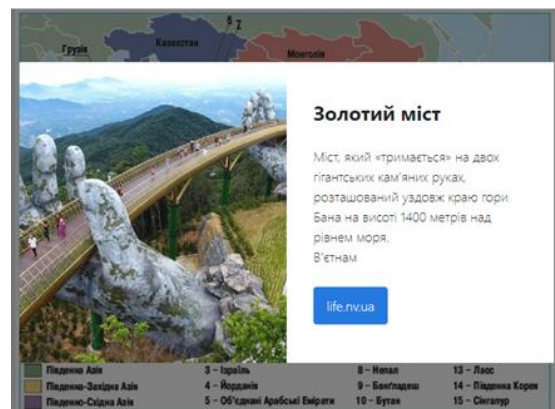 6 7
Грузія
Казахстан
Монголія
Золотий міст
Міст, який «тримається» на двох
гігантських кам'яних руках,
розташований уздовж краю гори
Бана на висоті 1400 метрів над
рівнем моря.
В'єтнам
life.nv.ua
Південна Азія 3 – Ізраїль 8 – Непал 13 – Лаос
Південно-Західна Азія 4 – Йорданія 9 – Бангладеш 14 – Південна Корея
Південно-Східна Азія 5 – Об'єднані Арабські Емірати 10 – Бутан 15 – Сінгапур